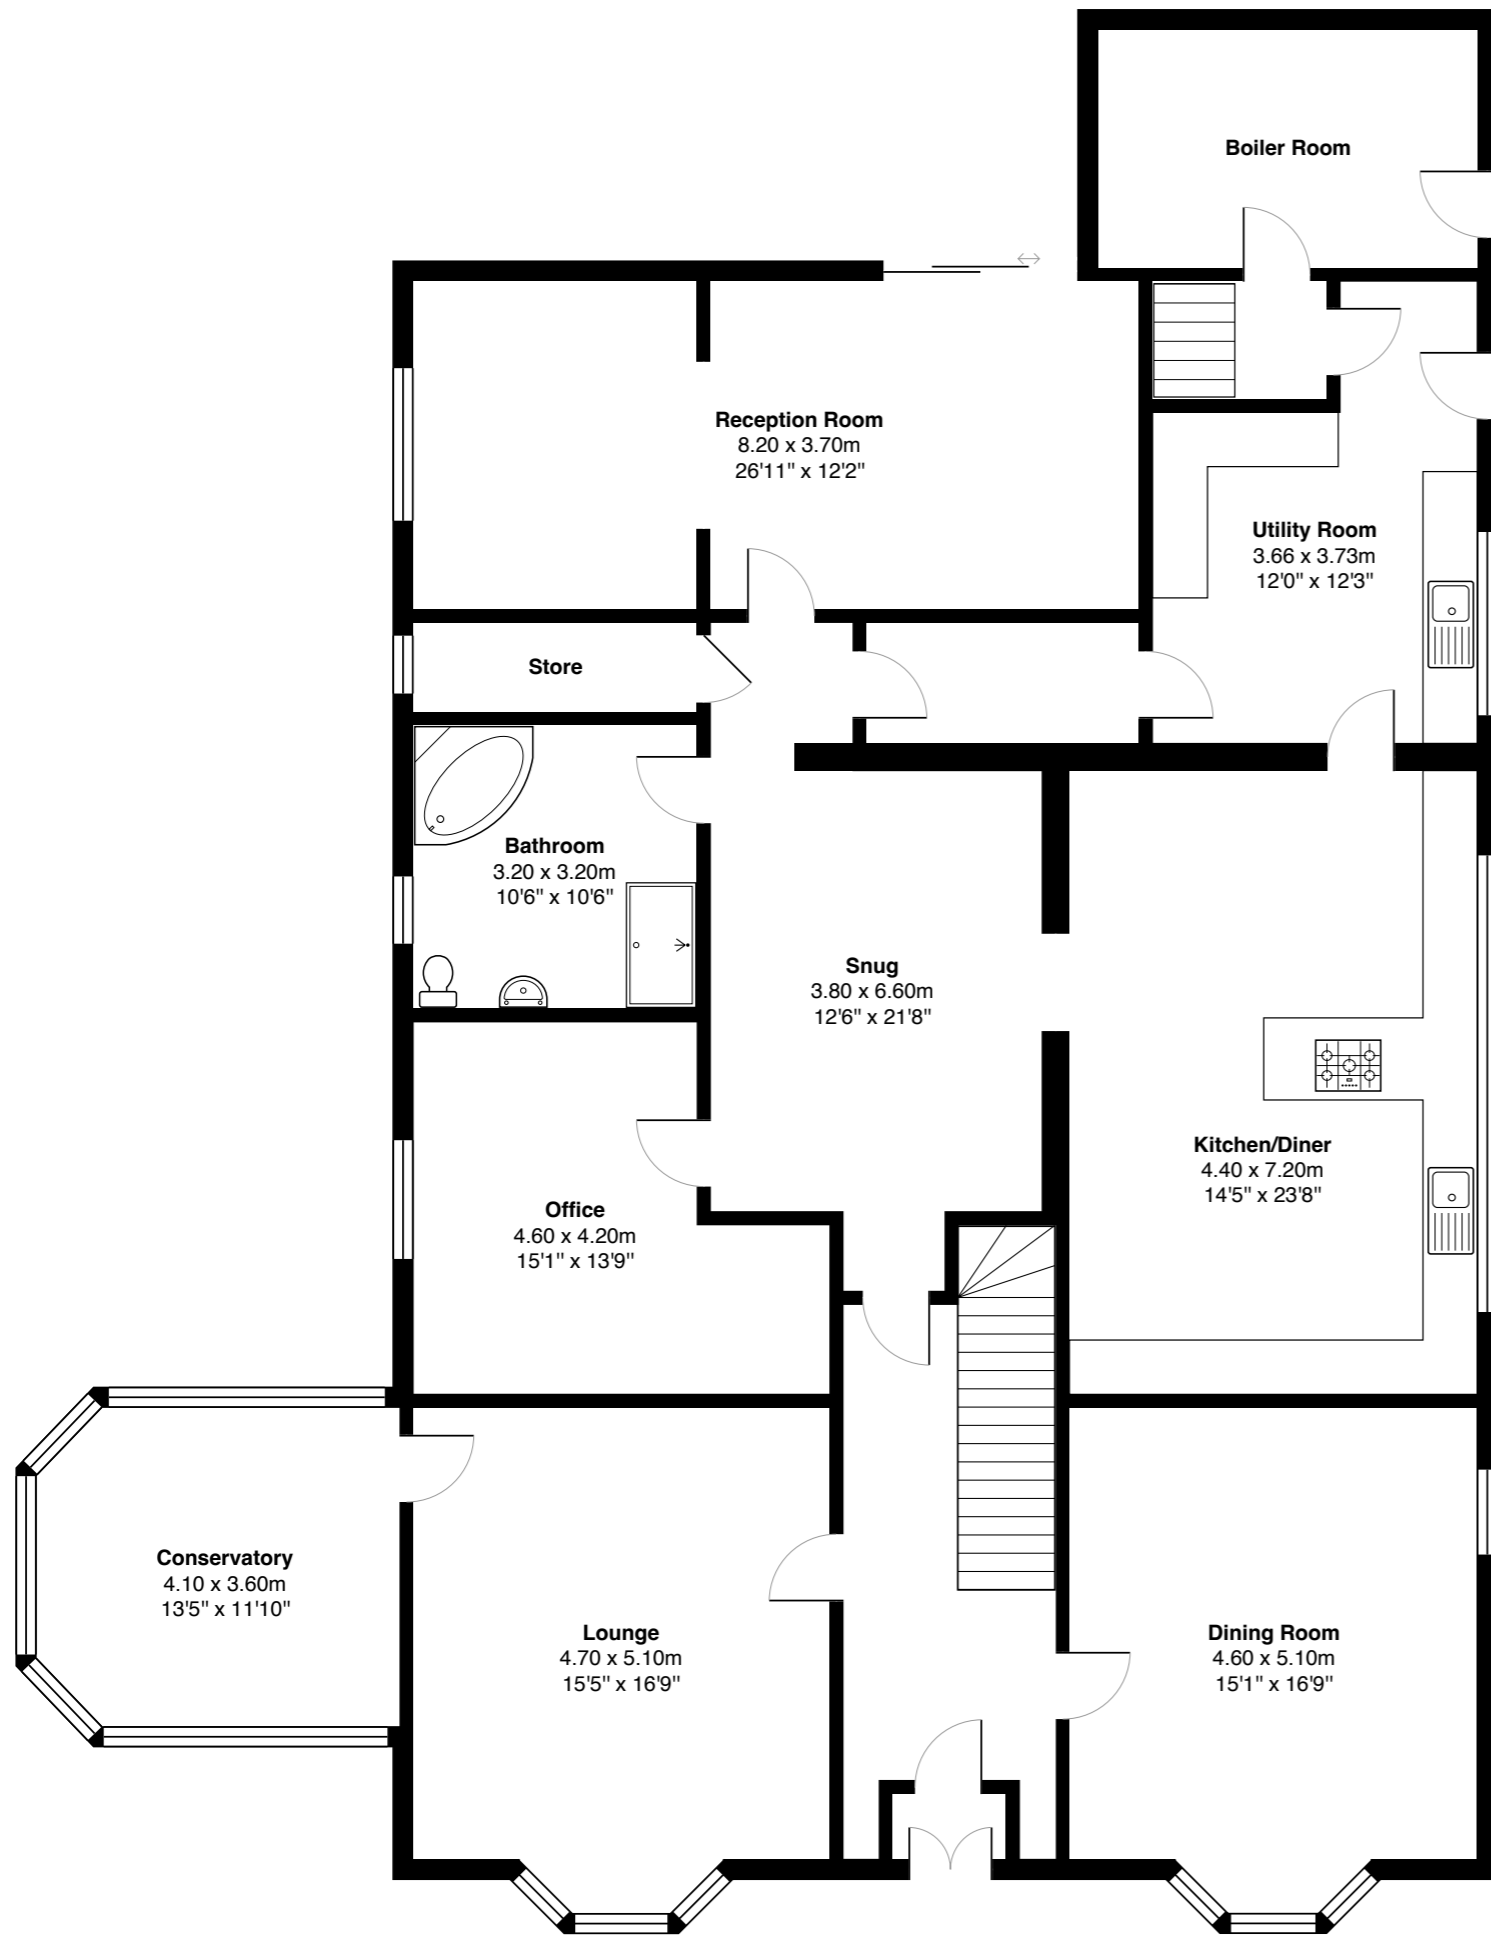 Boiler Room
Reception Room
8.20 x 3.70m
26'11" x 12'2"
Utility Room
3.66 x 3.73m
12'0" x 12'3"
Store
Bathroom
3.20 x 3.20m
10'6" x 10'6"
Snug
3.80 x 6.60m
12'6" x 21'8"
Kitchen/Diner
4.40 x 7.20m
14'5" x 23'8"
Office
4.60 x 4.20m
15'1" x 13'9"
Conservatory
4.10 x 3.60m
13'5" x 11'10"
Lounge
4.70 x 5.10m
15'5" x 16'9"
Dining Room
4.60 x 5.10m
15'1" x 16'9"